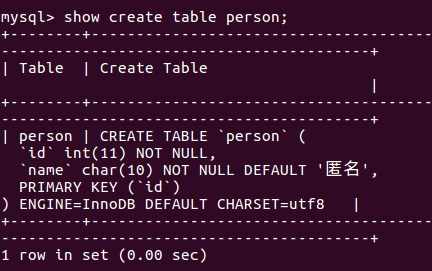 mysql> show create table person;
+--------+-----------------------------------------
--------------------------------------------+
| Table  | Create Table
                                            |
+--------+-----------------------------------------
--------------------------------------------+
| person | CREATE TABLE `person` (
  `id` int(11) NOT NULL,
  `name` char(10) NOT NULL DEFAULT '匿名',
  PRIMARY KEY (`id`)
) ENGINE=InnoDB DEFAULT CHARSET=utf8   |
+--------+-----------------------------------------
--------------------------------------------+
1 row in set (0.00 sec)